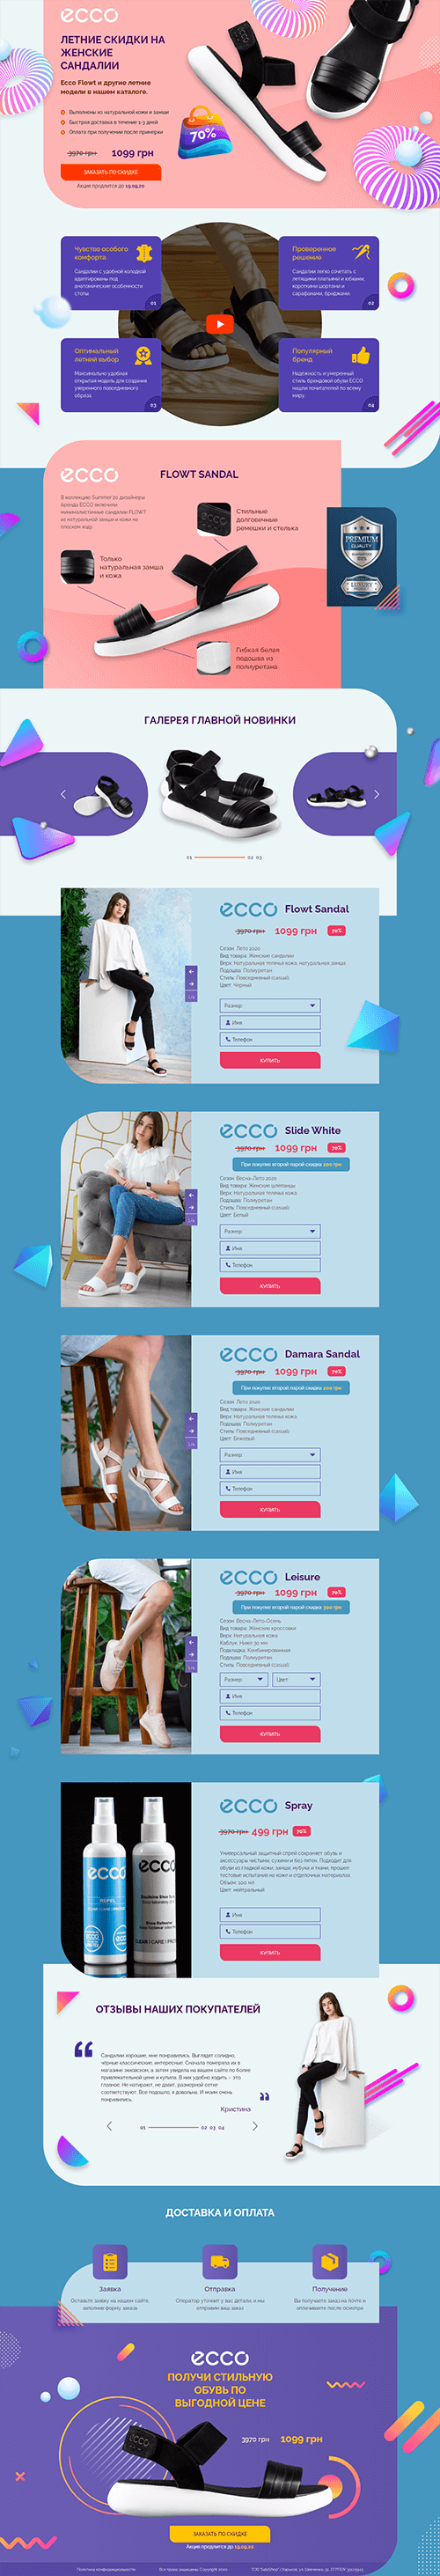 ecco
ЛЕТНИЕ СКИДКИ НА
ЖЕНСКИЕ
САНДАЛИИ
Ecco Flowt и другие летние
модели в нашем каталоге.
Выполнены из натуральной кожи и замши
Быстрая доставка в течение 1-3 дней
Оплата при получении после примерки
70%
3970 грн 1099 грн
ЗАКАЗАТЬ ПО СКИДКЕ
Акция продлится до 19.09.20
Чувство особого
комфорта
Сандалии с удобной колодкой
адаптированы под
анатомические особенности
стопы.
01
Проверенное
решение
Сандалии легко сочетать с
летящими платьями и юбками,
короткими шортами и
сарафанами, бриджами.
02
Оптимальный
летний выбор
Максимально удобная
открытая модель для создания
умеренного повседневного
образа.
03
Популярный
бренд
Надежность и умеренный
стиль брендовой обуви ECCO
нашли почитателей по всему
миру.
04
ecco FLOWT SANDAL
В коллекцию Summer'20 дизайнеры
бренда ECCO включили
минималистичные сандалии FLOWT
из натуральной замши и кожи на
плоском ходу.
Стильные
долговечные
ремешки и стелька
Только
натуральная замша
и кожа
PREMIUM
QUALITY
LUXURY
Гибкая белая
подошва из
полиуретана
ГАЛЕРЕЯ ГЛАВНОЙ НОВИНКИ
01 02 03
ecco Flowt Sandal
3970 грн 1099 грн 70%
Сезон: Лето 2020
Вид товара: Женские сандалии
Верх: Натуральная телячья кожа, натуральная замша
Подошва: Полиуретан
Стиль: Повседневный (casual)
Цвет: Черный
Размер:
Имя
Телефон
КУПИТЬ
ecco Slide White
3970 грн 1099 грн 70%
При покупке второй парой скидка 200 грн
Сезон: Весна-Лето 2020
Вид товара: Женские шлепанцы
Верх: Натуральная телячья кожа
Подошва: Полиуретан
Стиль: Повседневный (casual)
Цвет: Белый
Размер:
Имя
Телефон
КУПИТЬ
ecco Damara Sandal
3970 грн 1099 грн 70%
При покупке второй парой скидка 200 грн
Сезон: Лето 2020
Вид товара: Женские сандалии
Верх: Натуральная телячья кожа
Подошва: Полиуретан
Стиль: Повседневный (casual)
Цвет: Бежевый
Размер:
Имя
Телефон
КУПИТЬ
ecco Leisure
3970 грн 1099 грн 70%
При покупке второй парой скидка 300 грн
Сезон: Весна-Лето-Осень
Вид товара: Женские кроссовки
Верх: Натуральная кожа
Каблук: Ниже 30 мм
Подкладка: Комбинированная
Подошва: Полиуретан
Стиль: Повседневный (casual)
Размер: Цвет:
Имя
Телефон
КУПИТЬ
ecco
REPEL
ecco
ecco Spray
3970 грн 499 грн 70%
Универсальный защитный спрей сохраняет обувь и
аксессуары чистыми, сухими и без пятен. Подходит для
обуви из гладкой кожи, замши, нубука и ткани, прошел
тестовые испытания на коже и отделочных материалах.
Объем: 100 мл
Цвет: нейтральный
Имя
Телефон
КУПИТЬ
ОТЗЫВЫ НАШИХ ПОКУПАТЕЛЕЙ
Сандалии хорошие, мне понравились. Выглядят солидно,
чёрные классические, интересные. Сначала померила их в
магазине эккоовском, а затем увидела на вашем сайте по более
привлекательной цене и купила. В них удобно ходить – это
главное. Не натирают, не давят, размерной сетке
соответствуют. Все подошло, я довольна. И моим очень
понравились.
Кристина
01 02 03 04
ДОСТАВКА И ОПЛАТА
Заявка
Оставьте заявку на нашем сайте,
заполнив форму заказа
Отправка
Оператор уточнит у вас детали, и мы
отправим ваш заказ
Получение
Вы получаете заказ на почте и
оплачиваете после осмотра
ecco
ПОЛУЧИ СТИЛЬНУЮ
ОБУВЬ ПО
ВЫГОДНОЙ ЦЕНЕ
3970 грн 1099 грн
ЗАКАЗАТЬ ПО СКИДКЕ
Акция продлится до 19.09.20
Политика конфиденциальности
Все права защищены. Copyright 2020